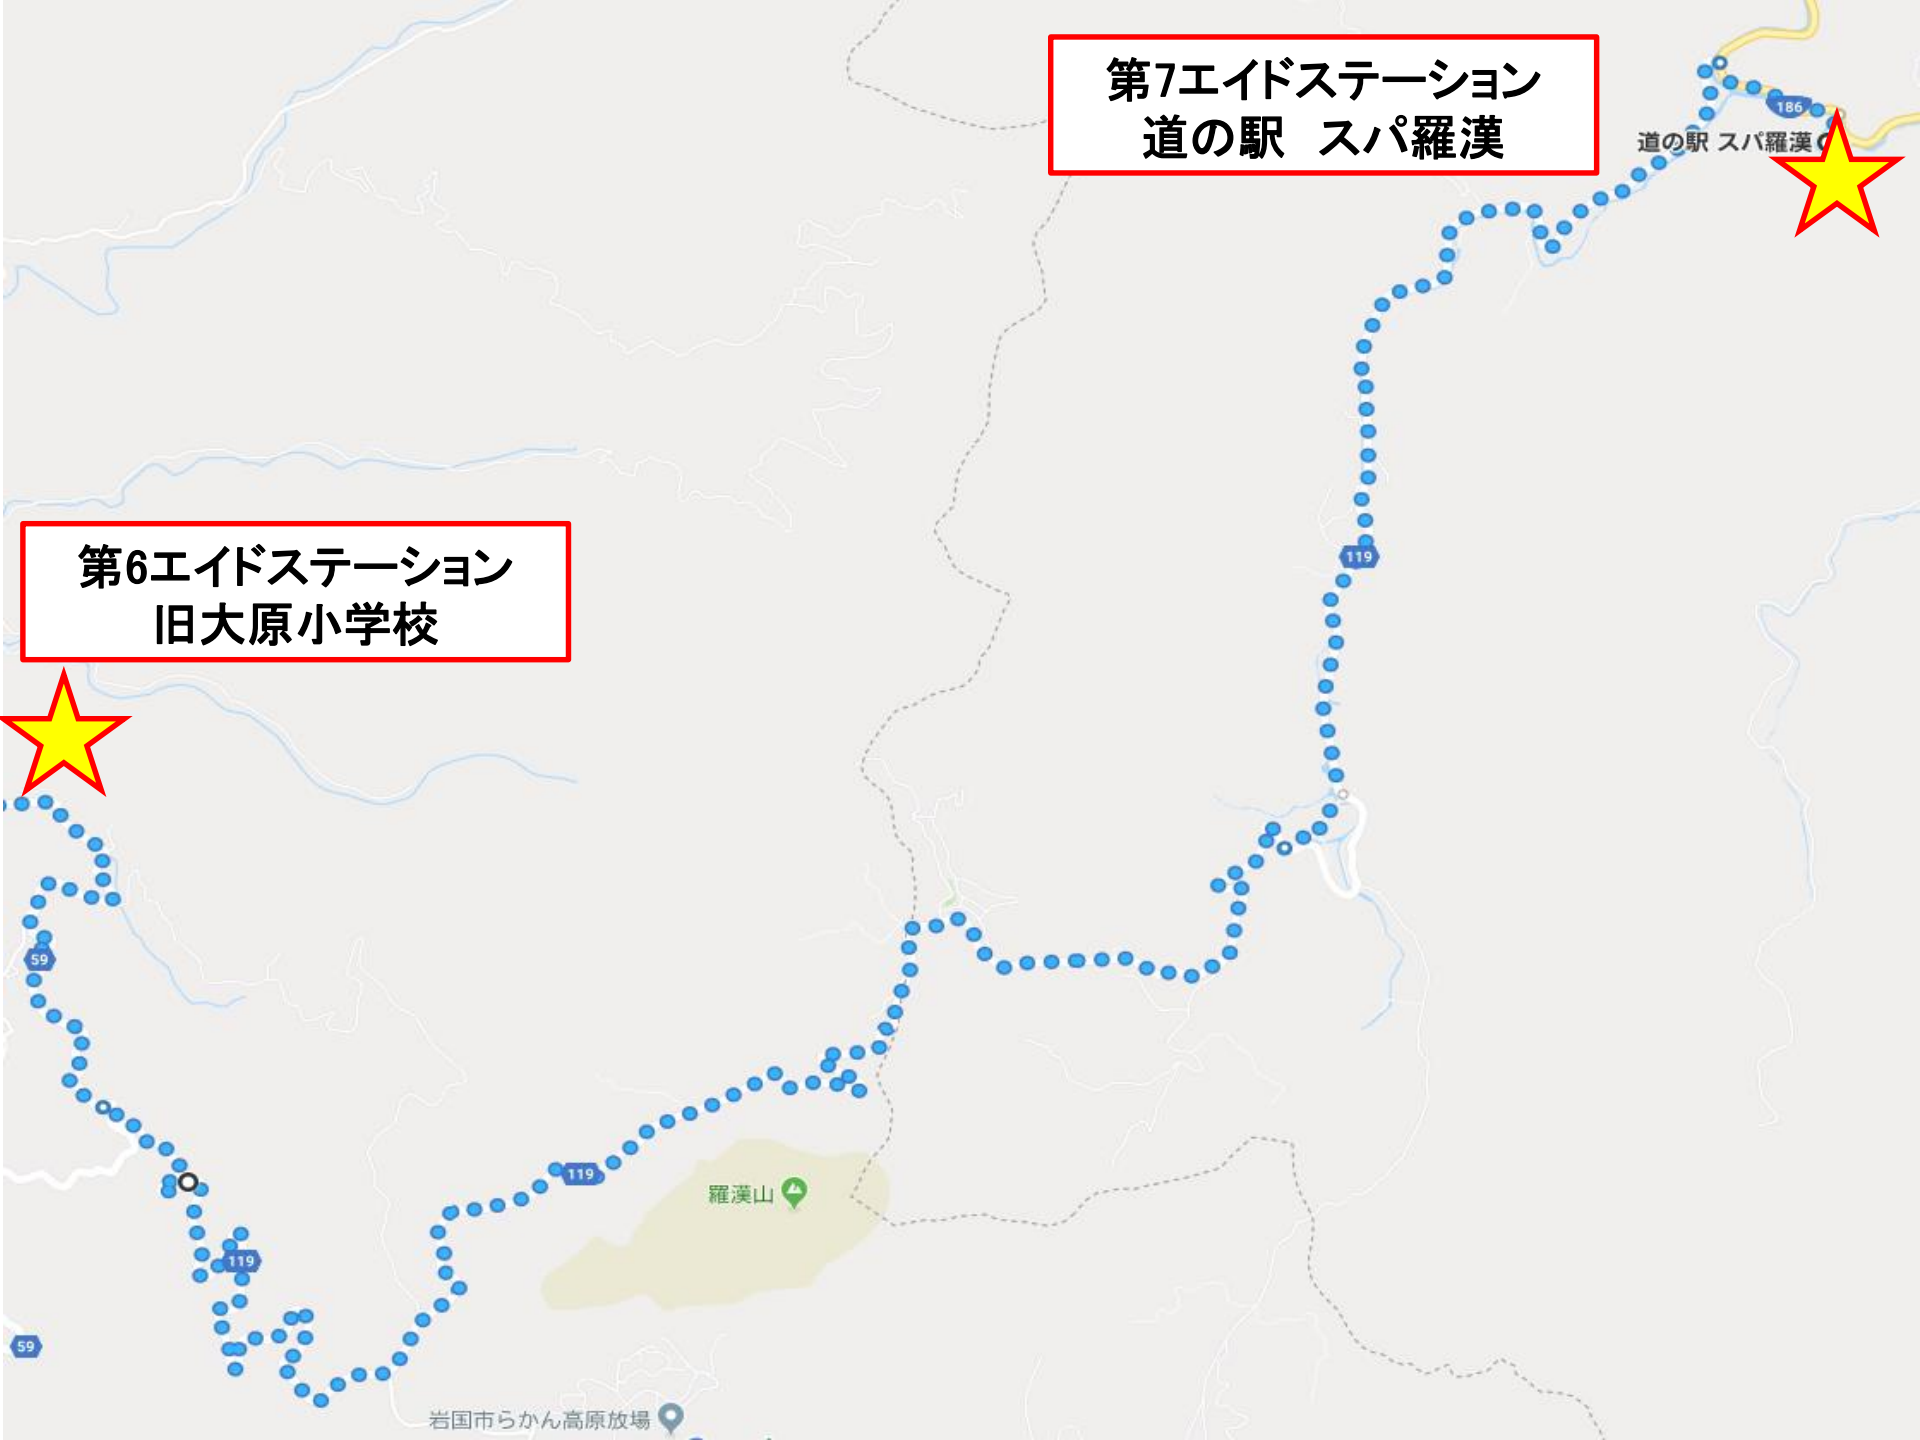 第7エイドステーション
道の駅 スパ羅漢
186
道の駅 スパ羅漢
第6エイドステーション
旧大原小学校
119
59
119
羅漢山
119
59
岩国市らかん高原放場